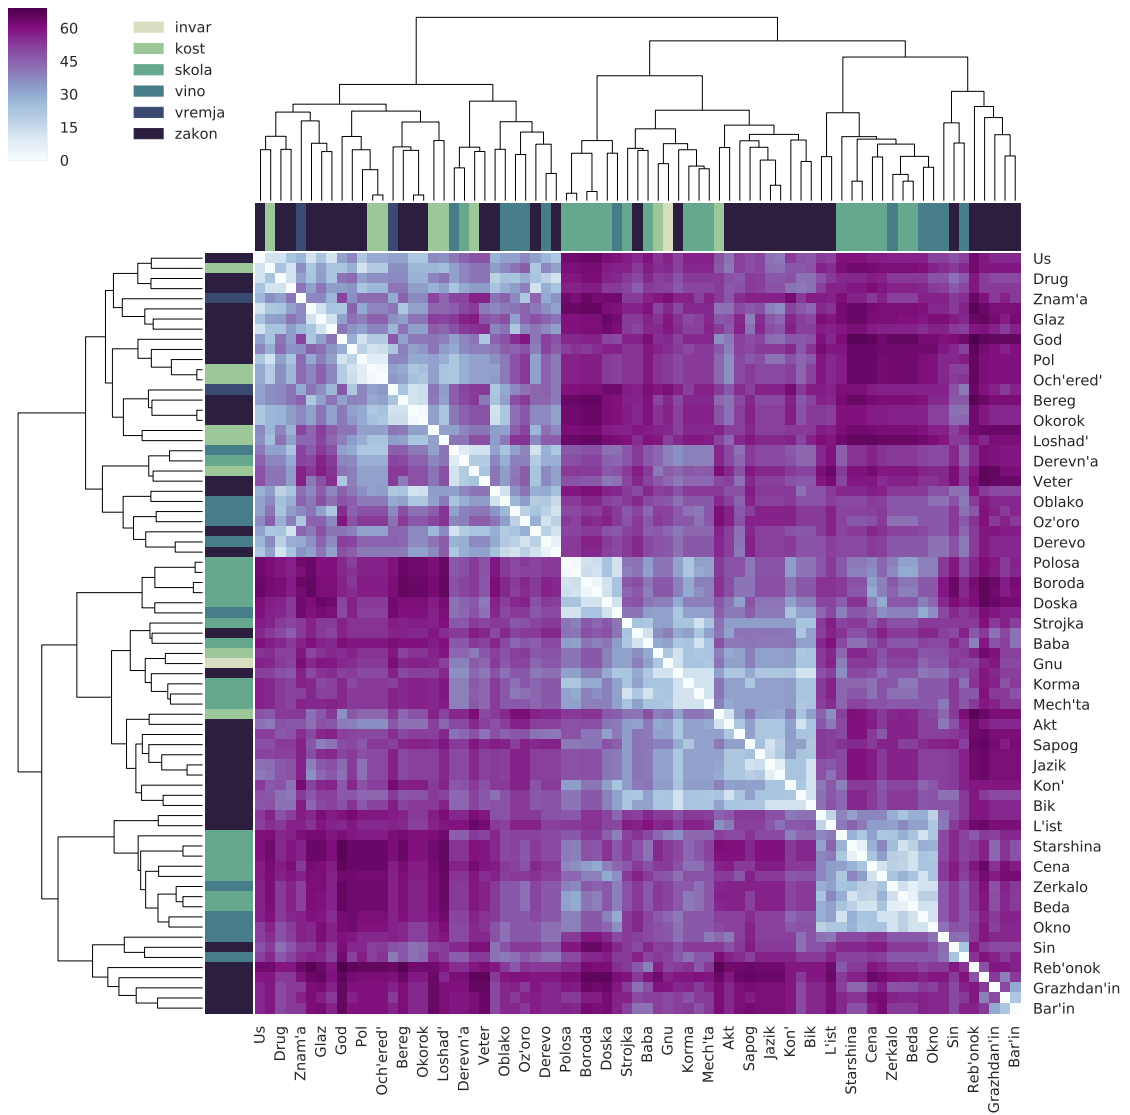 60
45
30
15
0
invar
kost
skola
vino
vremja
zakon
Us
Drug
Znam'a
Glaz
God
Pol
Och'ered'
Bereg
Okorok
Loshad'
Derevn'a
Veter
Oblako
Oz'oro
Derevo
Polosa
Boroda
Doska
Strojka
Baba
Gnu
Korma
Mech'ta
Akt
Sapog
Jazik
Kon'
Bik
L'ist
Starshina
Cena
Zerkalo
Beda
Okno
Sin
Reb'onok
Grazhdan'in
Bar'in
Us
Drug
Znam'a
Glaz
God
Pol
Och'ered'
Bereg
Okorok
Loshad'
Derevn'a
Veter
Oblako
Oz'oro
Derevo
Polosa
Boroda
Doska
Strojka
Baba
Gnu
Korma
Mech'ta
Akt
Sapog
Jazik
Kon'
Bik
L'ist
Starshina
Cena
Zerkalo
Beda
Okno
Sin
Reb'onok
Grazhdan'in
Bar'in